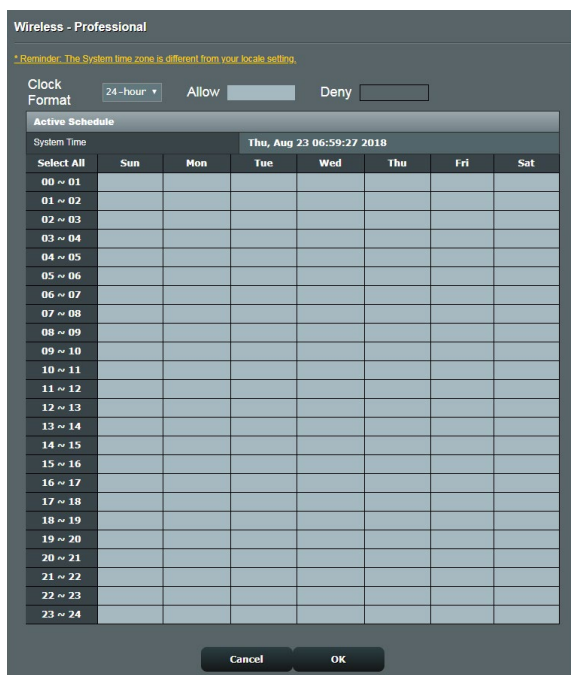 Wireless - Professional
* Reminder: The System time zone is different from your locale setting.
Clock Format 24-hour Allow Deny
Active Schedule
System Time Thu, Aug 23 06:59:27 2018
Select All Sun Mon Tue Wed Thu Fri Sat
00 ~ 01
01 ~ 02
02 ~ 03
03 ~ 04
04 ~ 05
05 ~ 06
06 ~ 07
07 ~ 08
08 ~ 09
09 ~ 10
10 ~ 11
11 ~ 12
12 ~ 13
13 ~ 14
14 ~ 15
15 ~ 16
16 ~ 17
17 ~ 18
18 ~ 19
19 ~ 20
20 ~ 21
21 ~ 22
22 ~ 23
23 ~ 24
Cancel OK